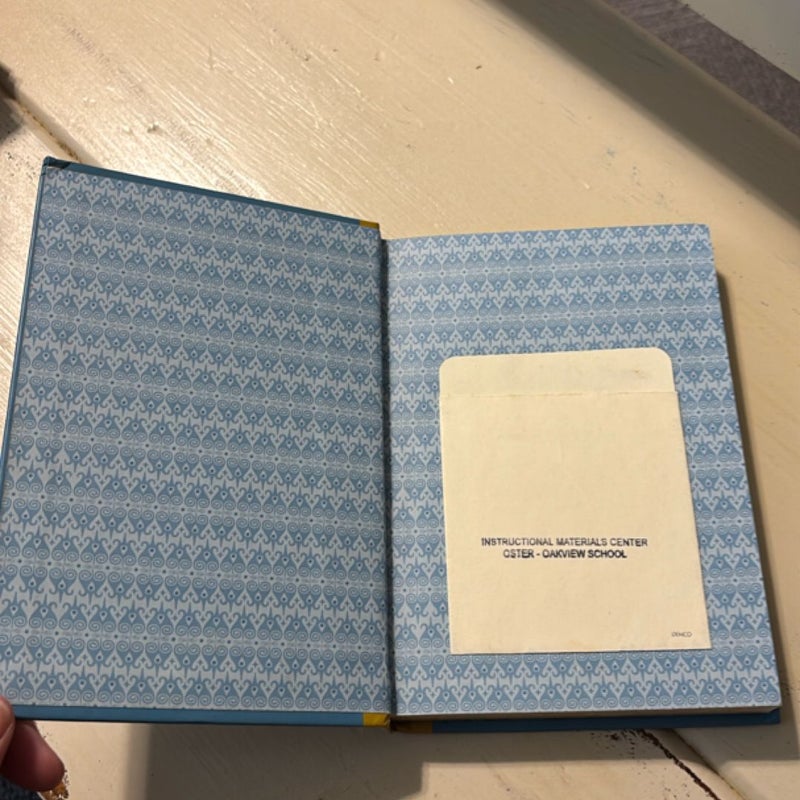 INSTRUCTIONAL MATERIALS CENTER
OSTER - OAKVIEW SCHOOL
DEMCO